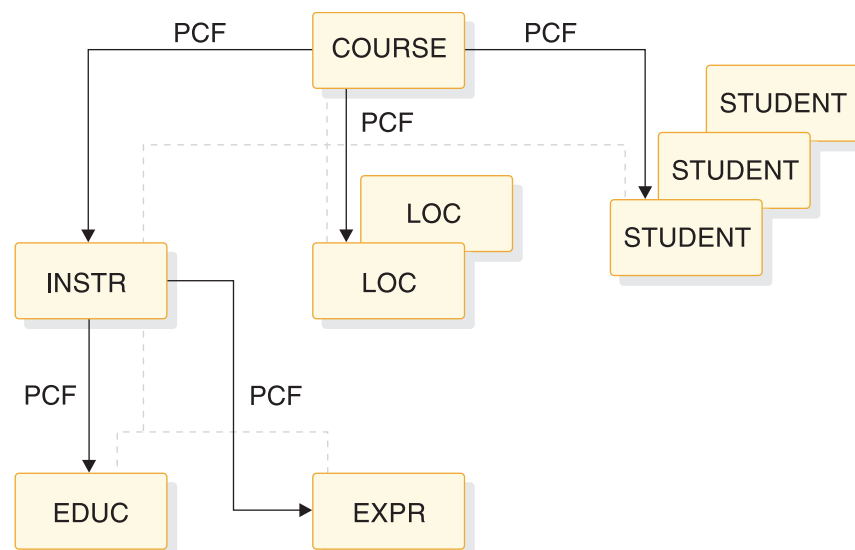 PCF
COURSE
PCF
PCF
STUDENT
STUDENT
STUDENT
LOC
LOC
INSTR
PCF
PCF
EDUC
EXPR